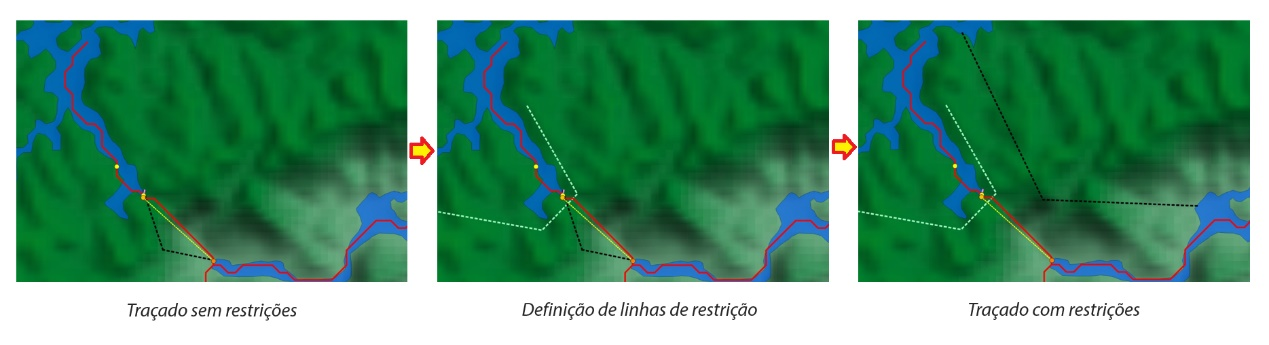 Traçado sem restrições
Definição de linhas de restrição
Traçado com restrições